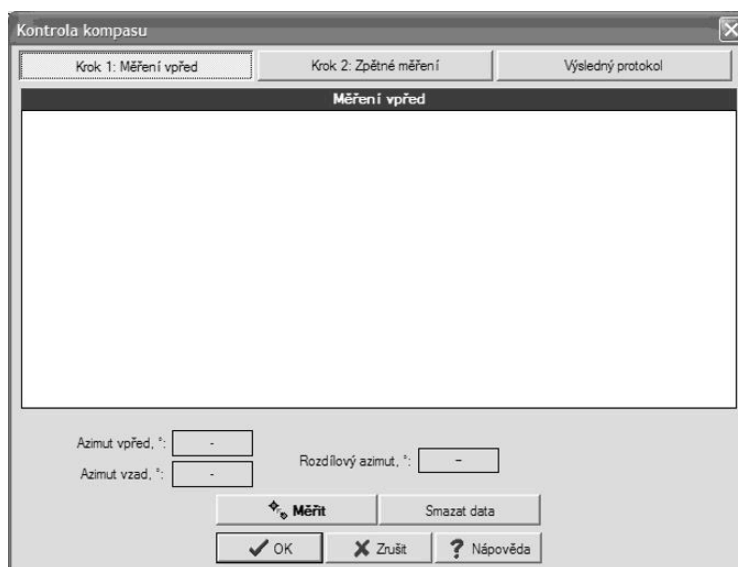 Kontrola kompasu
Krok 1: Měření vpřed
Krok 2: Zpětné měření
Výsledný protokol
Měření vpřed
Azimut vpřed, °: -
Azimut vzad, °: -
Rozdílový azimut, °: -
Měřit
Smazat data
OK
Zrušit
Nápověda